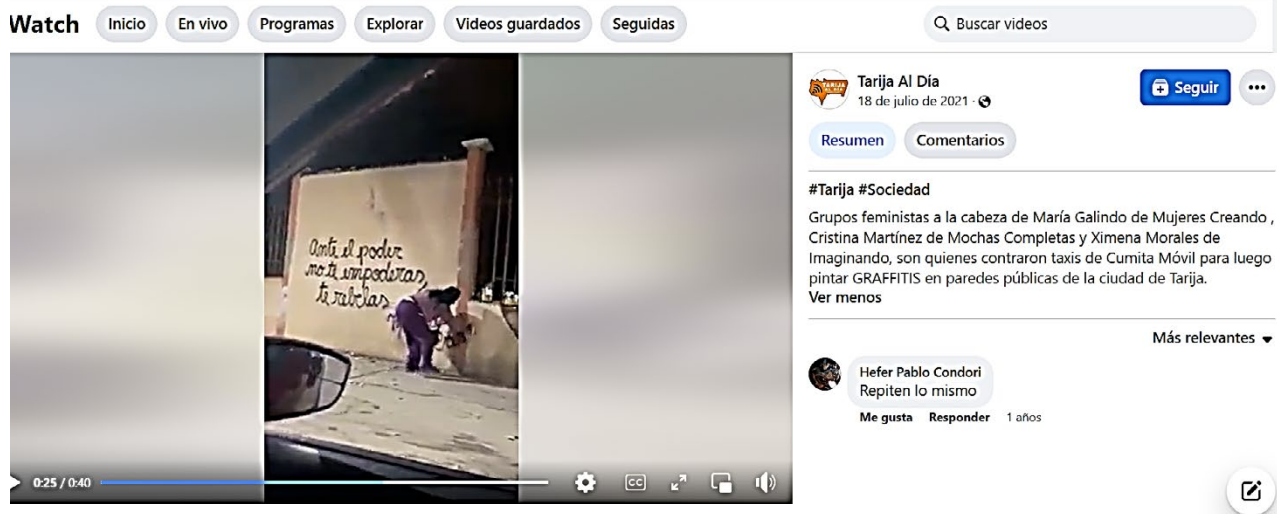 Watch Inicio En vivo Programas Explorar Videos guardados Seguidas Buscar videos
Ante el poder
no te empoderas,
te rebelas
0:25 / 0:40
CC
Tarija Al Día
18 de julio de 2021 ·
Seguir
Resumen Comentarios
#Tarija #Sociedad
Grupos feministas a la cabeza de María Galindo de Mujeres Creando ,
Cristina Martínez de Mochas Completas y Ximena Morales de
Imaginando, son quienes contraron taxis de Cumita Móvil para luego
pintar GRAFFITIS en paredes públicas de la ciudad de Tarija.
Ver menos
Más relevantes
Hefer Pablo Condori
Repiten lo mismo
Me gusta Responder 1 años